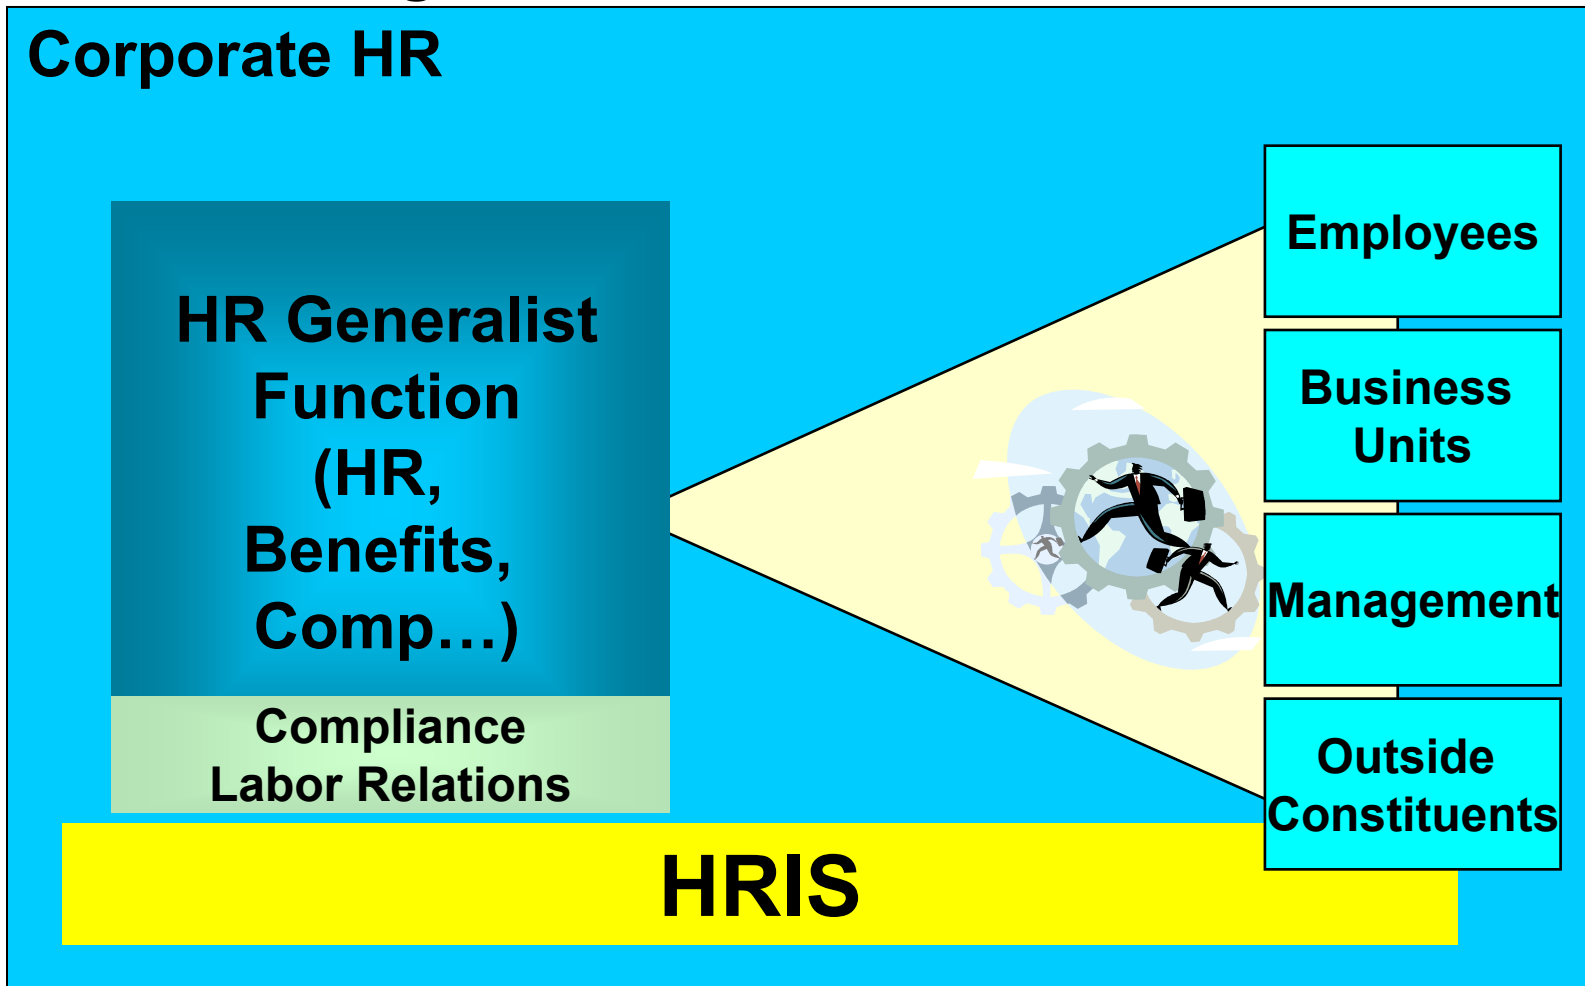 Corporate HR
HR Generalist
Function
(HR,
Benefits,
Comp…)
Compliance
Labor Relations
HRIS
Employees
Business
Units
Management
Outside
Constituents